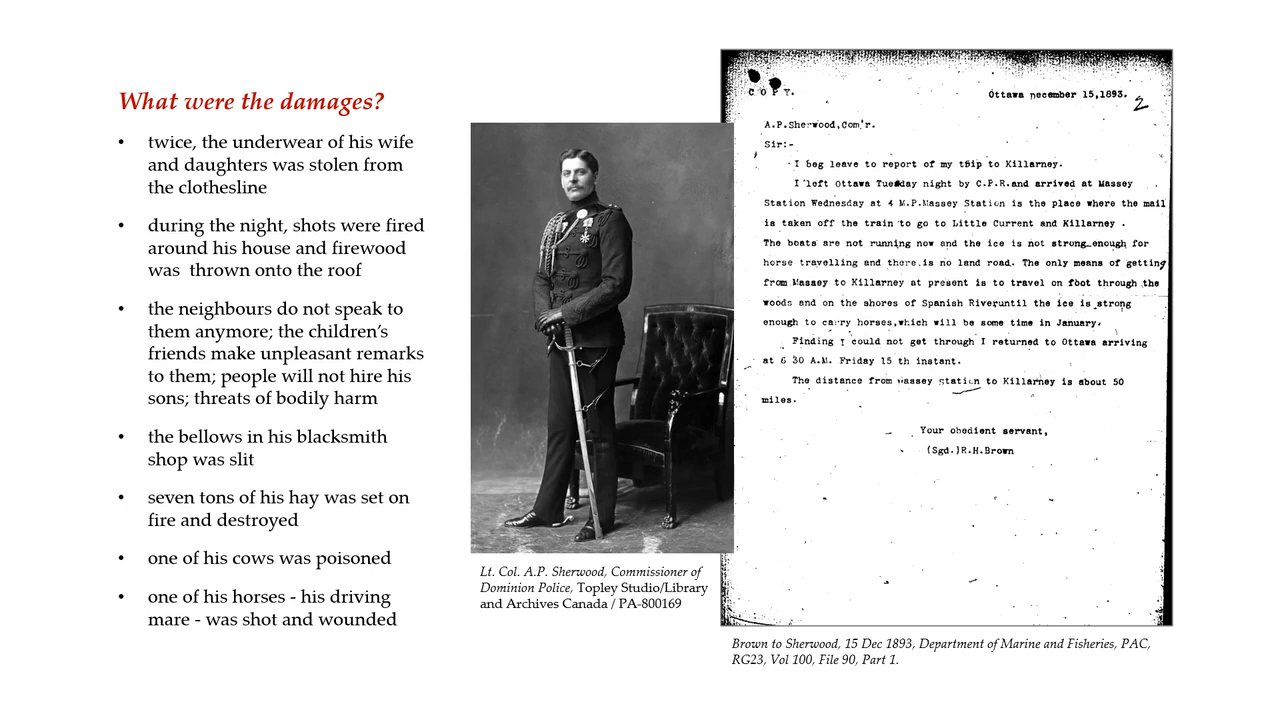 What were the damages?
• twice, the underwear of his wife
and daughters was stolen from
the clothesline
• during the night, shots were fired
around his house and firewood
was thrown onto the roof
• the neighbours do not speak to
them anymore; the children's
friends make unpleasant remarks
to them; people will not hire his
sons; threats of bodily harm
• the bellows in his blacksmith
shop was slit
• seven tons of his hay was set on
fire and destroyed
• one of his cows was poisoned
• one of his horses - his driving
mare - was shot and wounded
Lt. Col. A.P. Sherwood, Commissioner of
Dominion Police, Topley Studio/Library
and Archives Canada / PA-800169
C O P Y.
Ottawa December 15,1893.
2
A.P.Sherwood,Com'r.
Sir:-
I beg leave to report of my trip to Killarney.
I left Ottawa Tuesday night by C.P.R.and arrived at Massey
Station Wednesday at 4 M.P.Massey Station is the place where the mail
is taken off the train to go to Little Current and Killarney .
The boats are not running now and the ice is not strong enough for
horse travelling and there.is no land road. The only means of getting
from Massey to Killarney at present is to travel on foot through the
woods and on the shores of Spanish Riveruntil the ice is strong
enough to carry horses,which will be some time in January.
Finding I could not get through I returned to Ottawa arriving
at 6 30 A.M. Friday 15 th instant.
The distance from Massey station to Killarney is about 50
miles.
Your obedient servant,
(Sgd.)R.H.Brown
Brown to Sherwood, 15 Dec 1893, Department of Marine and Fisheries, PAC,
RG23, Vol 100, File 90, Part 1.